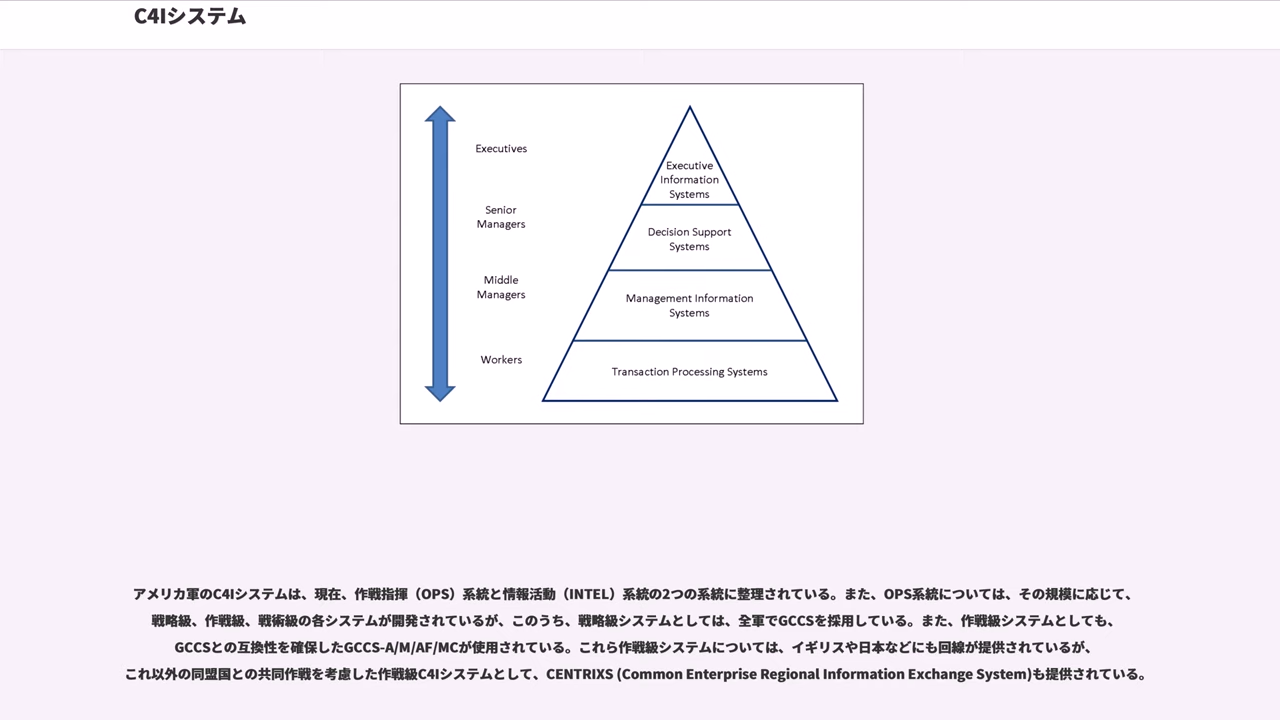 C4Iシステム
Executives
Senior
Managers
Middle
Managers
Workers
Executive
Information
Systems
Decision Support
Systems
Management Information
Systems
Transaction Processing Systems
アメリカ軍のC4Iシステムは、現在、作戦指揮（OPS）系統と情報活動（INTEL）系統の2つの系統に整理されている。また、OPS系統については、その規模に応じて、
戦略級、作戦級、戦術級の各システムが開発されているが、このうち、戦略級システムとしては、全軍でGCCSを採用している。また、作戦級システムとしても、
GCCSとの互換性を確保したGCCS-A/M/AF/MCが使用されている。これら作戦級システムについては、イギリスや日本などにも回線が提供されているが、
これ以外の同盟国との共同作戦を考慮した作戦級C4Iシステムとして、CENTRIXS (Common Enterprise Regional Information Exchange System)も提供されている。